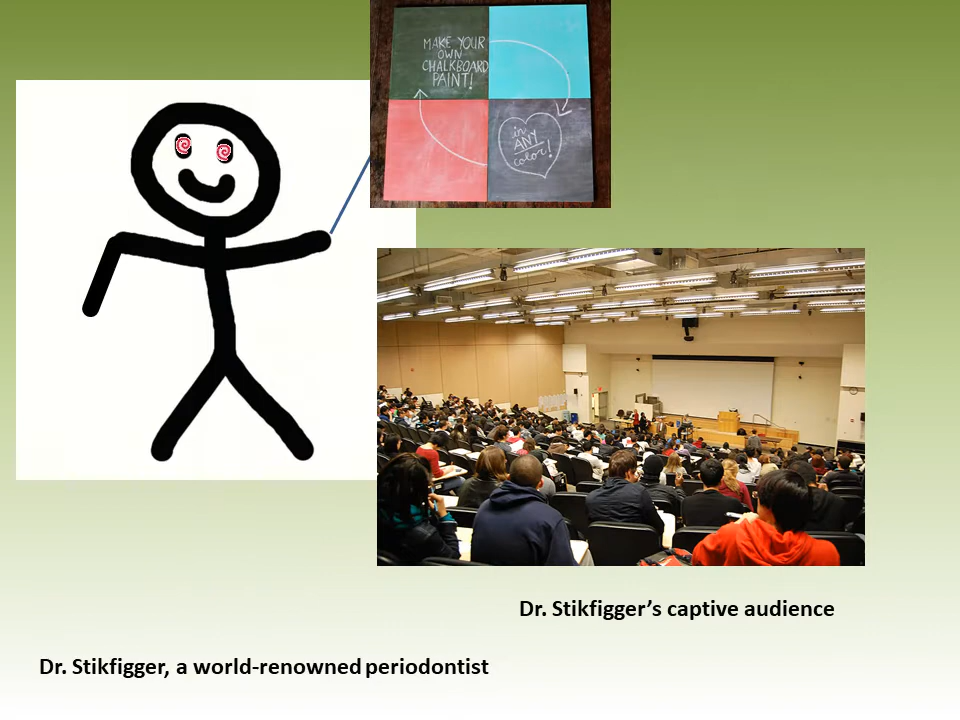 MAKE YOUR
OWN
CHALKBOARD
PAINT!
in
ANY
color!
Dr. Stikfigger’s captive audience
Dr. Stikfigger, a world-renowned periodontist